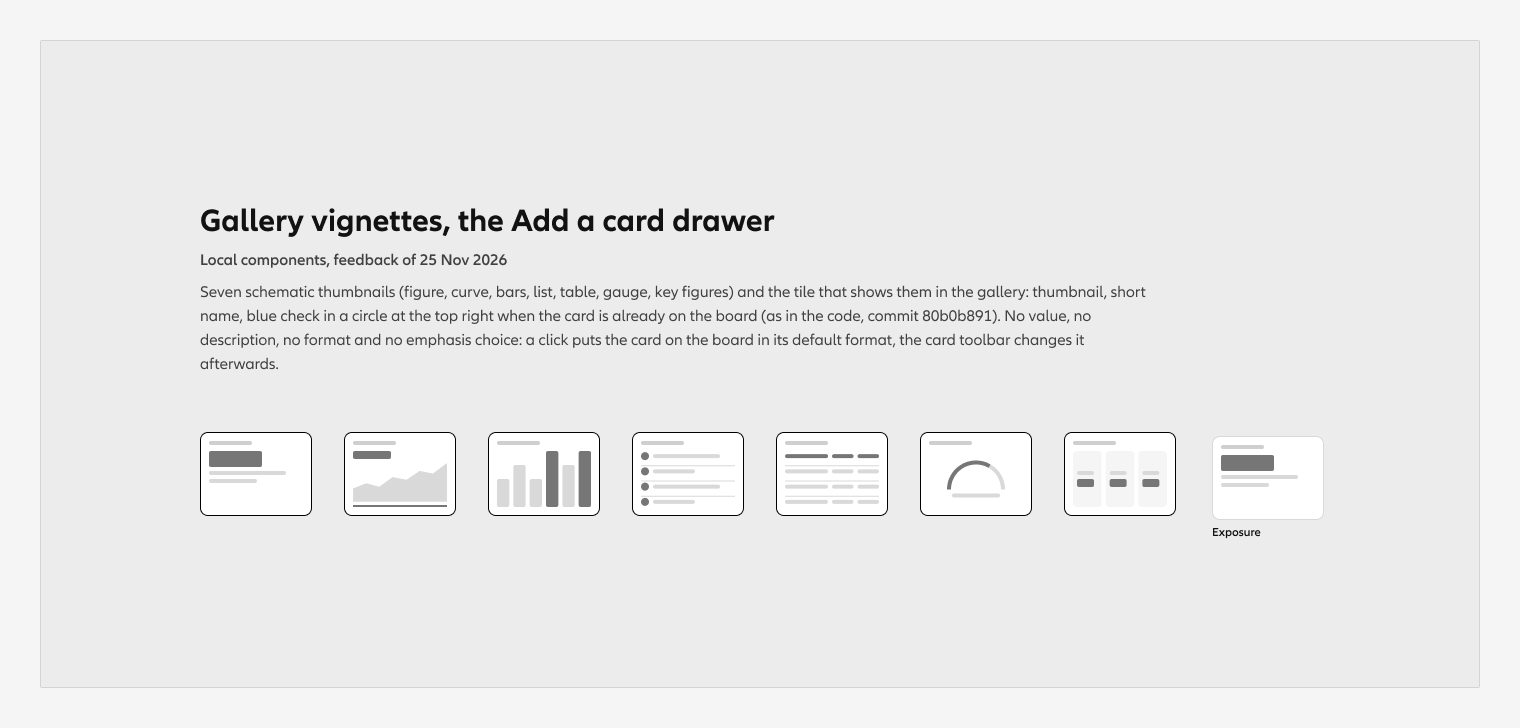 Gallery vignettes, the Add a card drawer
Local components, feedback of 25 Nov 2026
Seven schematic thumbnails (figure, curve, bars, list, table, gauge, key figures) and the tile that shows them in the gallery: thumbnail, short
name, blue check in a circle at the top right when the card is already on the board (as in the code, commit 80b0b891). No value, no
description, no format and no emphasis choice: a click puts the card on the board in its default format, the card toolbar changes it
afterwards.
Exposure